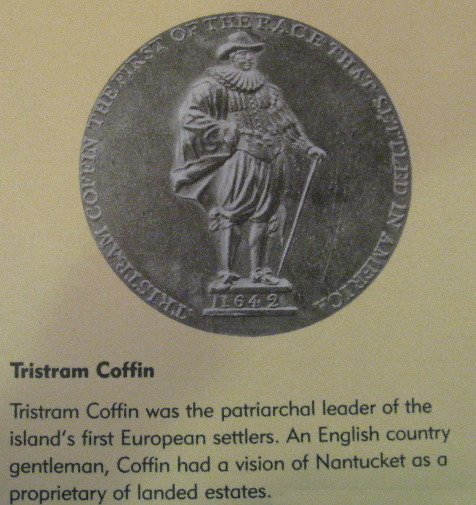 TRISTRAM COFFIN THE FIRST OF THE RACE THAT SETTLED IN AMERICA
1642
Tristram Coffin
Tristram Coffin was the patriarchal leader of the
island's first European settlers. An English country
gentleman, Coffin had a vision of Nantucket as a
proprietary of landed estates.